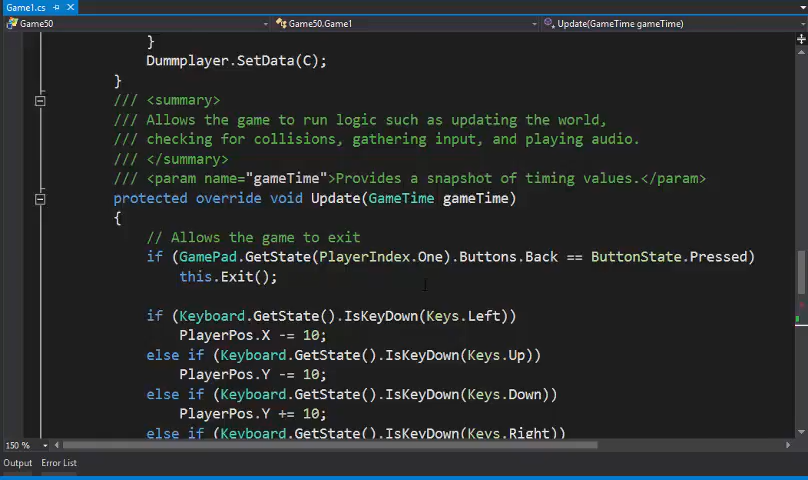 Game1.cs
Game50
Game50.Game1
Update(GameTime gameTime)
}
Dummplayer.SetData(C);
}
/// <summary>
/// Allows the game to run logic such as updating the world,
/// checking for collisions, gathering input, and playing audio.
/// </summary>
/// <param name="gameTime">Provides a snapshot of timing values.</param>
protected override void Update(GameTime gameTime)
{
// Allows the game to exit
if (GamePad.GetState(PlayerIndex.One).Buttons.Back == ButtonState.Pressed)
this.Exit();
if (Keyboard.GetState().IsKeyDown(Keys.Left))
PlayerPos.X -= 10;
else if (Keyboard.GetState().IsKeyDown(Keys.Up))
PlayerPos.Y -= 10;
else if (Keyboard.GetState().IsKeyDown(Keys.Down))
PlayerPos.Y += 10;
else if (Keyboard.GetState().IsKeyDown(Keys.Right))
150 %
Output Error List